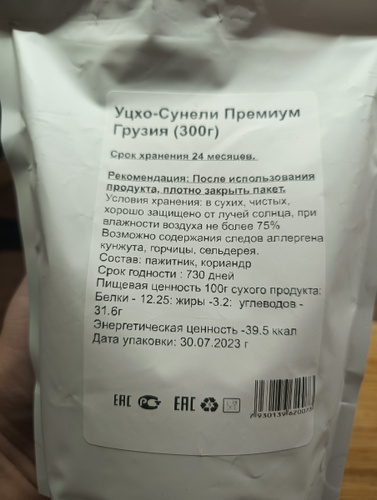 Уцхо-Сунели Премиум
Грузия (300г)
Срок хранения 24 месяцев.
Рекомендация: После использования
продукта, плотно закрыть пакет.
Условия хранения: в сухих, чистых,
хорошо защищено от лучей солнца, при
влажности воздуха не более 75%
Возможно содержания следов аллергена
кунжута, горчицы, сельдерея.
Состав: пажитник, кориандр
Срок годности : 730 дней
Пищевая ценность 100г сухого продукта:
Белки - 12.25: жиры -3.2: углеводов -
31.6г
Энергетическая ценность -39.5 ккал
Дата упаковки: 30.07.2023 г
ЕАС РС ЕАС